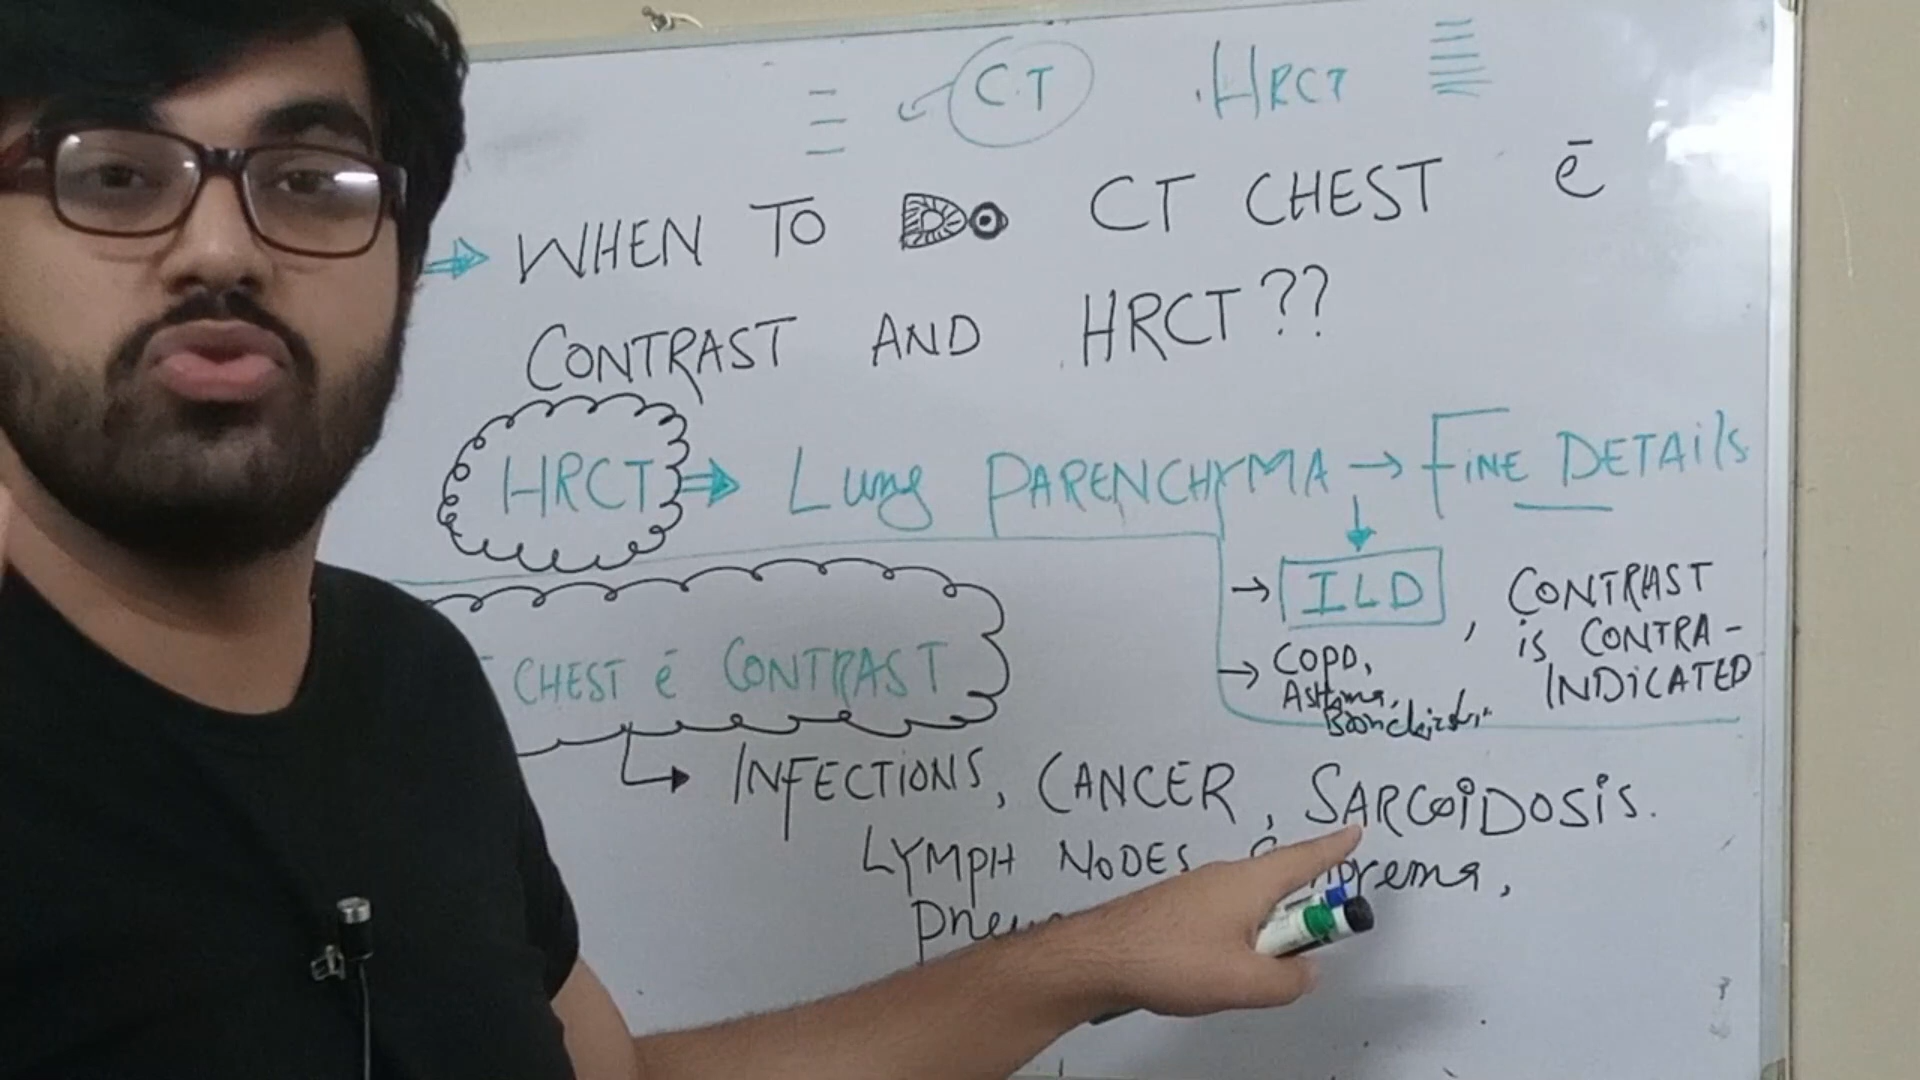 CT HRCT
WHEN TO DO CT CHEST ē
CONTRAST AND HRCT??
HRCT ⇒ Lung PARENCHYMA → FINE DETAils
→ ILD
→ COPD,
Asthma,
, CONTRAST
is CONTRA-
INDICATED
CHEST ē CONTRAST
INFECTIONS, CANCER, SARCOIDOSIS.
LYMPH NODES